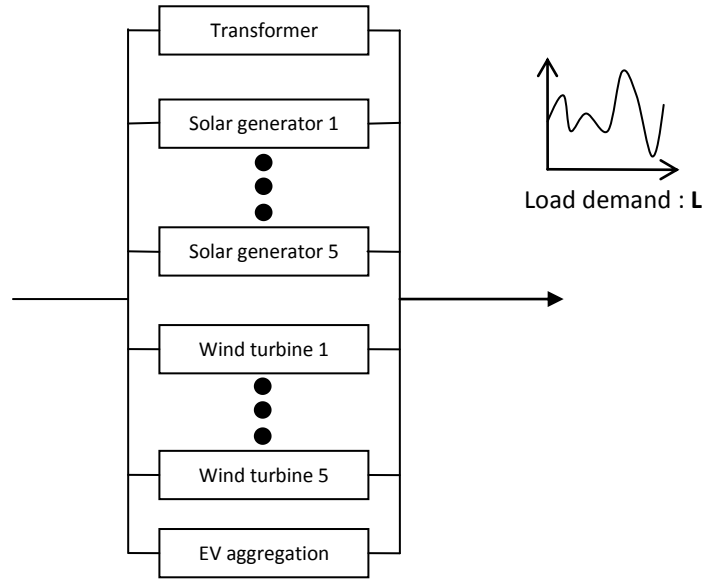 Transformer
Solar generator 1
Solar generator 5
Wind turbine 1
Wind turbine 5
EV aggregation
Load demand : L